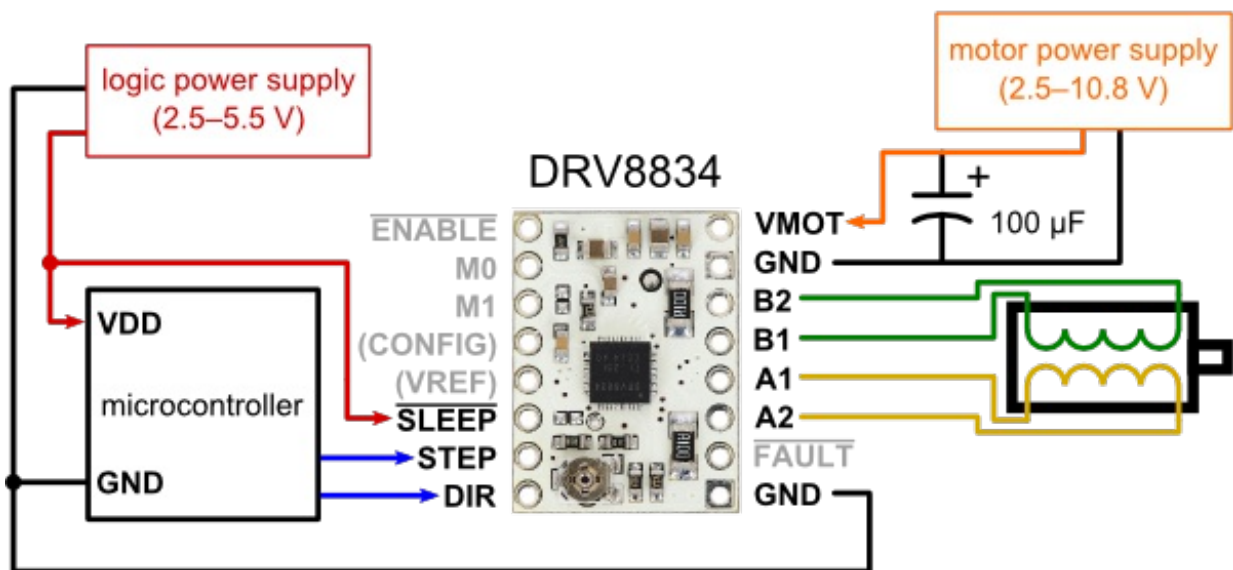 logic power supply
(2.5–5.5 V)
motor power supply
(2.5–10.8 V)
DRV8834
+
100 µF
ENABLE
M0
M1
(CONFIG)
(VREF)
SLEEP
STEP
DIR
VMOT
GND
B2
B1
A1
A2
FAULT
GND
VDD
microcontroller
GND